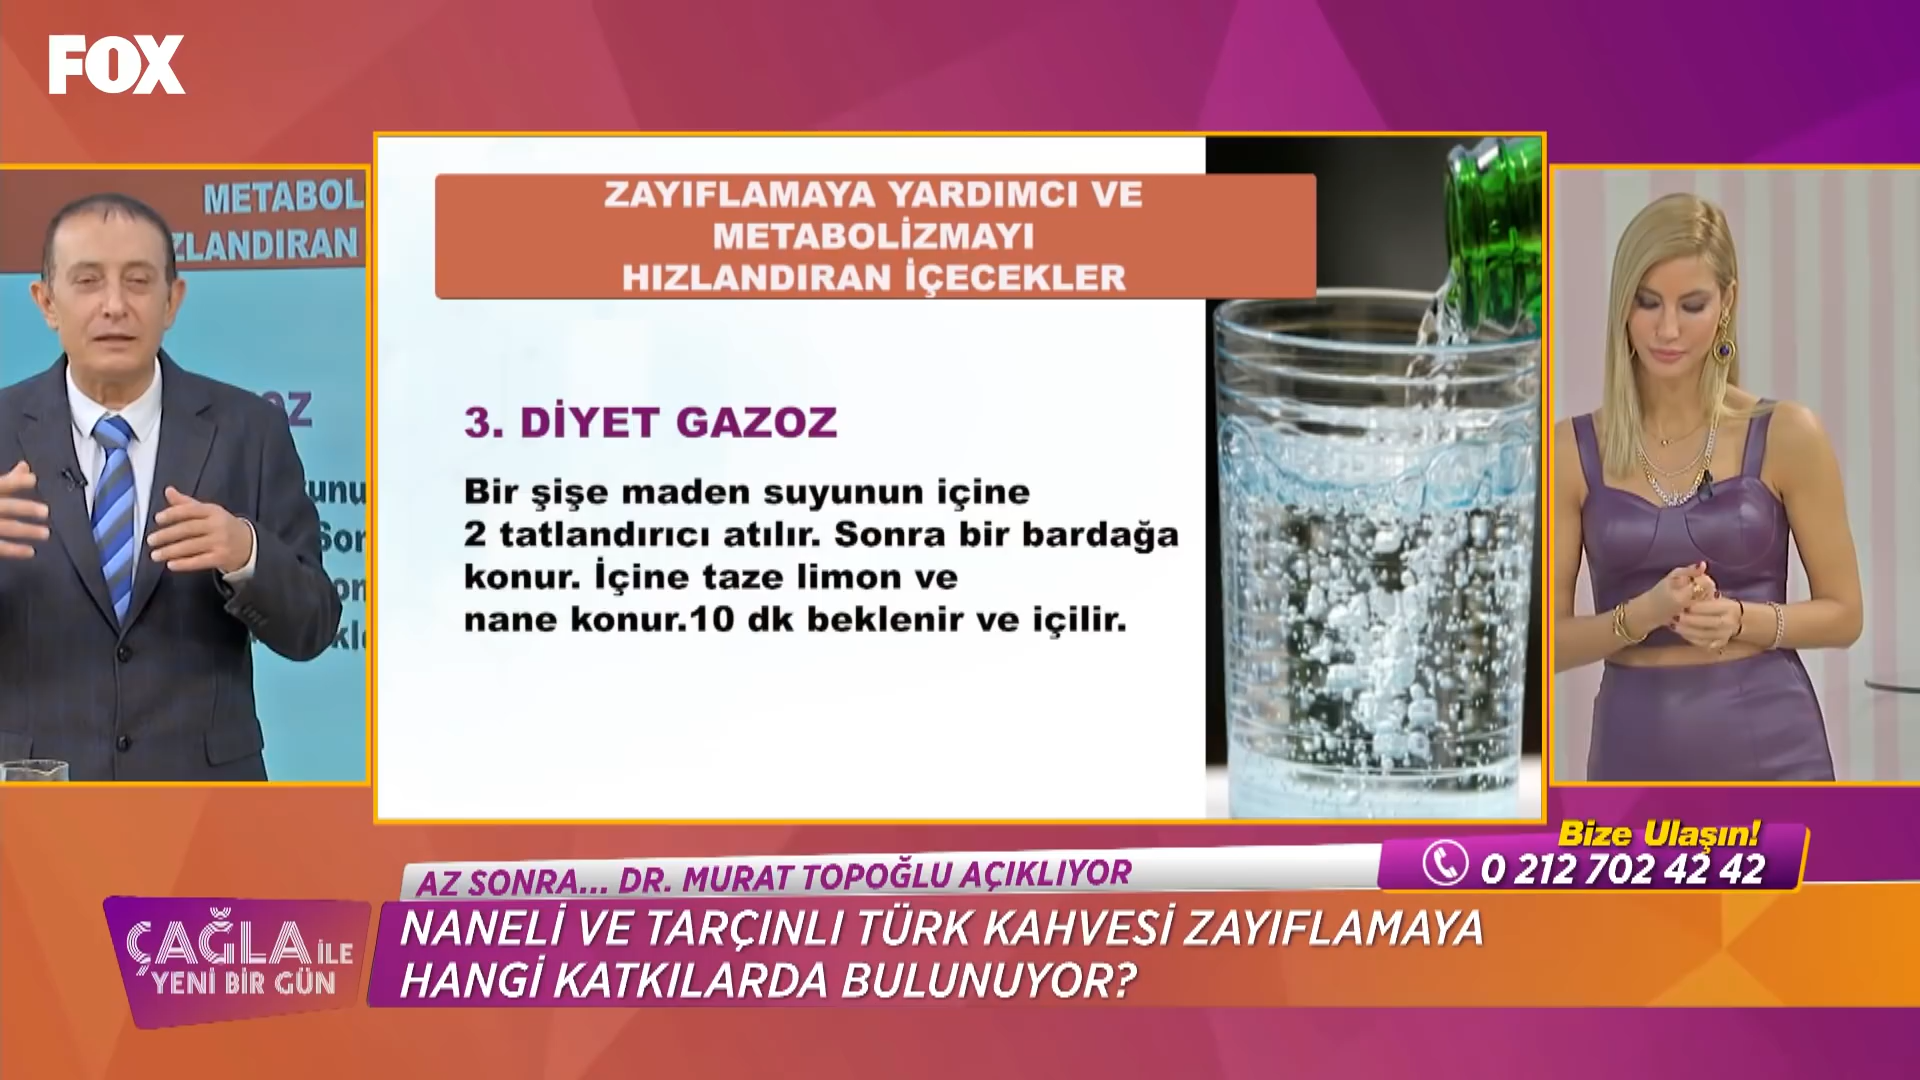 FOX
METABOL
ZLANDIRAN
OZ
ZAYIFLAMAYA YARDIMCI VE
METABOLİZMAYI
HIZLANDIRAN İÇECEKLER
3. DİYET GAZOZ
Bir şişe maden suyunun içine
2 tatlandırıcı atılır. Sonra bir bardağa
konur. İçine taze limon ve
nane konur.10 dk beklenir ve içilir.
Bize Ulaşın!
0 212 702 42 42
AZ SONRA... DR. MURAT TOPOĞLU AÇIKLIYOR
NANELİ VE TARÇINLI TÜRK KAHVESİ ZAYIFLAMAYA
HANGİ KATKILARDA BULUNUYOR?
ÇAĞLA İLE
YENİ BİR GÜN